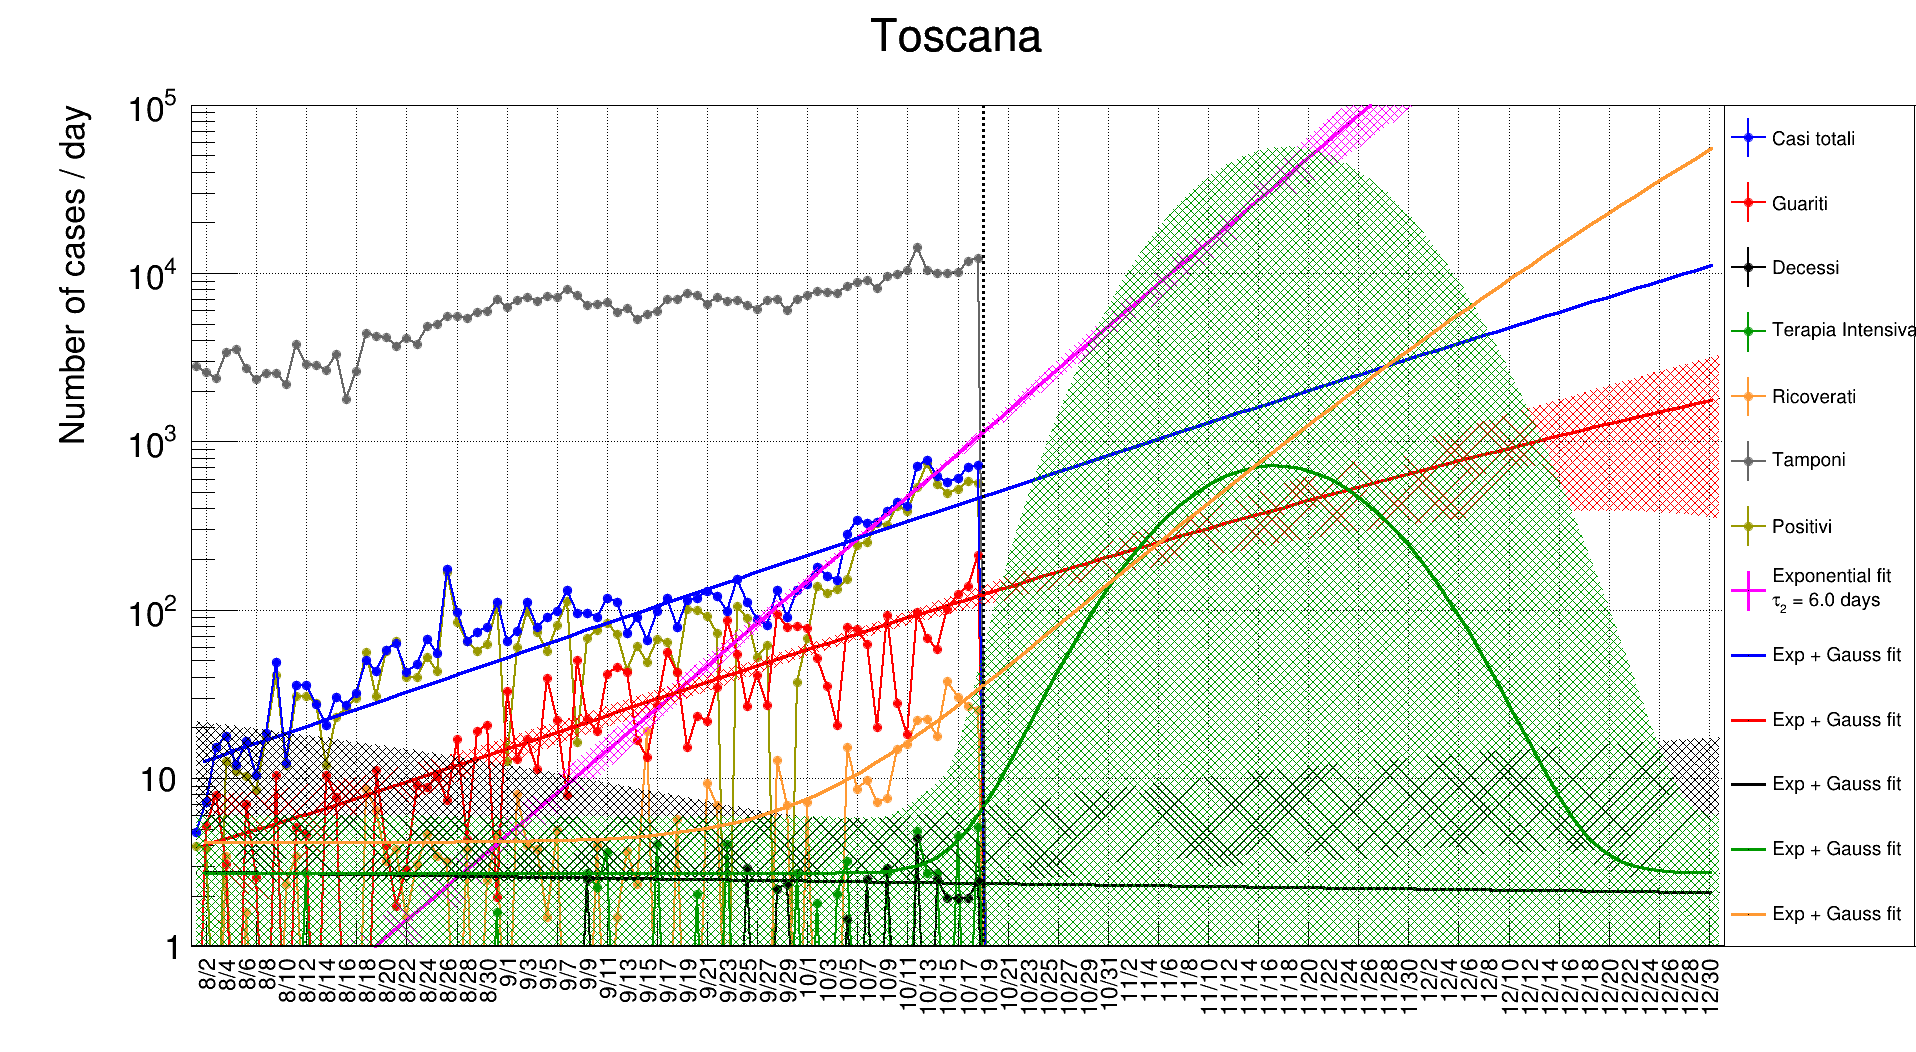 Toscana
Number of cases / day
10^5
10^4
10^3
10^2
10
1
8/2 8/4 8/6 8/8 8/10 8/12 8/14 8/16 8/18 8/20 8/22 8/24 8/26 8/28 8/30 9/1 9/3 9/5 9/7 9/9 9/11 9/13 9/15 9/17 9/19 9/21 9/23 9/25 9/27 9/29 10/1 10/3 10/5 10/7 10/9 10/11 10/13 10/15 10/17 10/19 10/21 10/23 10/25 10/27 10/29 10/31 11/2 11/4 11/6 11/8 11/10 11/12 11/14 11/16 11/18 11/20 11/22 11/24 11/26 11/28 11/30 12/2 12/4 12/6 12/8 12/10 12/12 12/14 12/16 12/18 12/20 12/22 12/24 12/26 12/28 12/30
Casi totali
Guariti
Decessi
Terapia Intensiva
Ricoverati
Tamponi
Positivi
Exponential fit
τ₂ = 6.0 days
Exp + Gauss fit
Exp + Gauss fit
Exp + Gauss fit
Exp + Gauss fit
Exp + Gauss fit